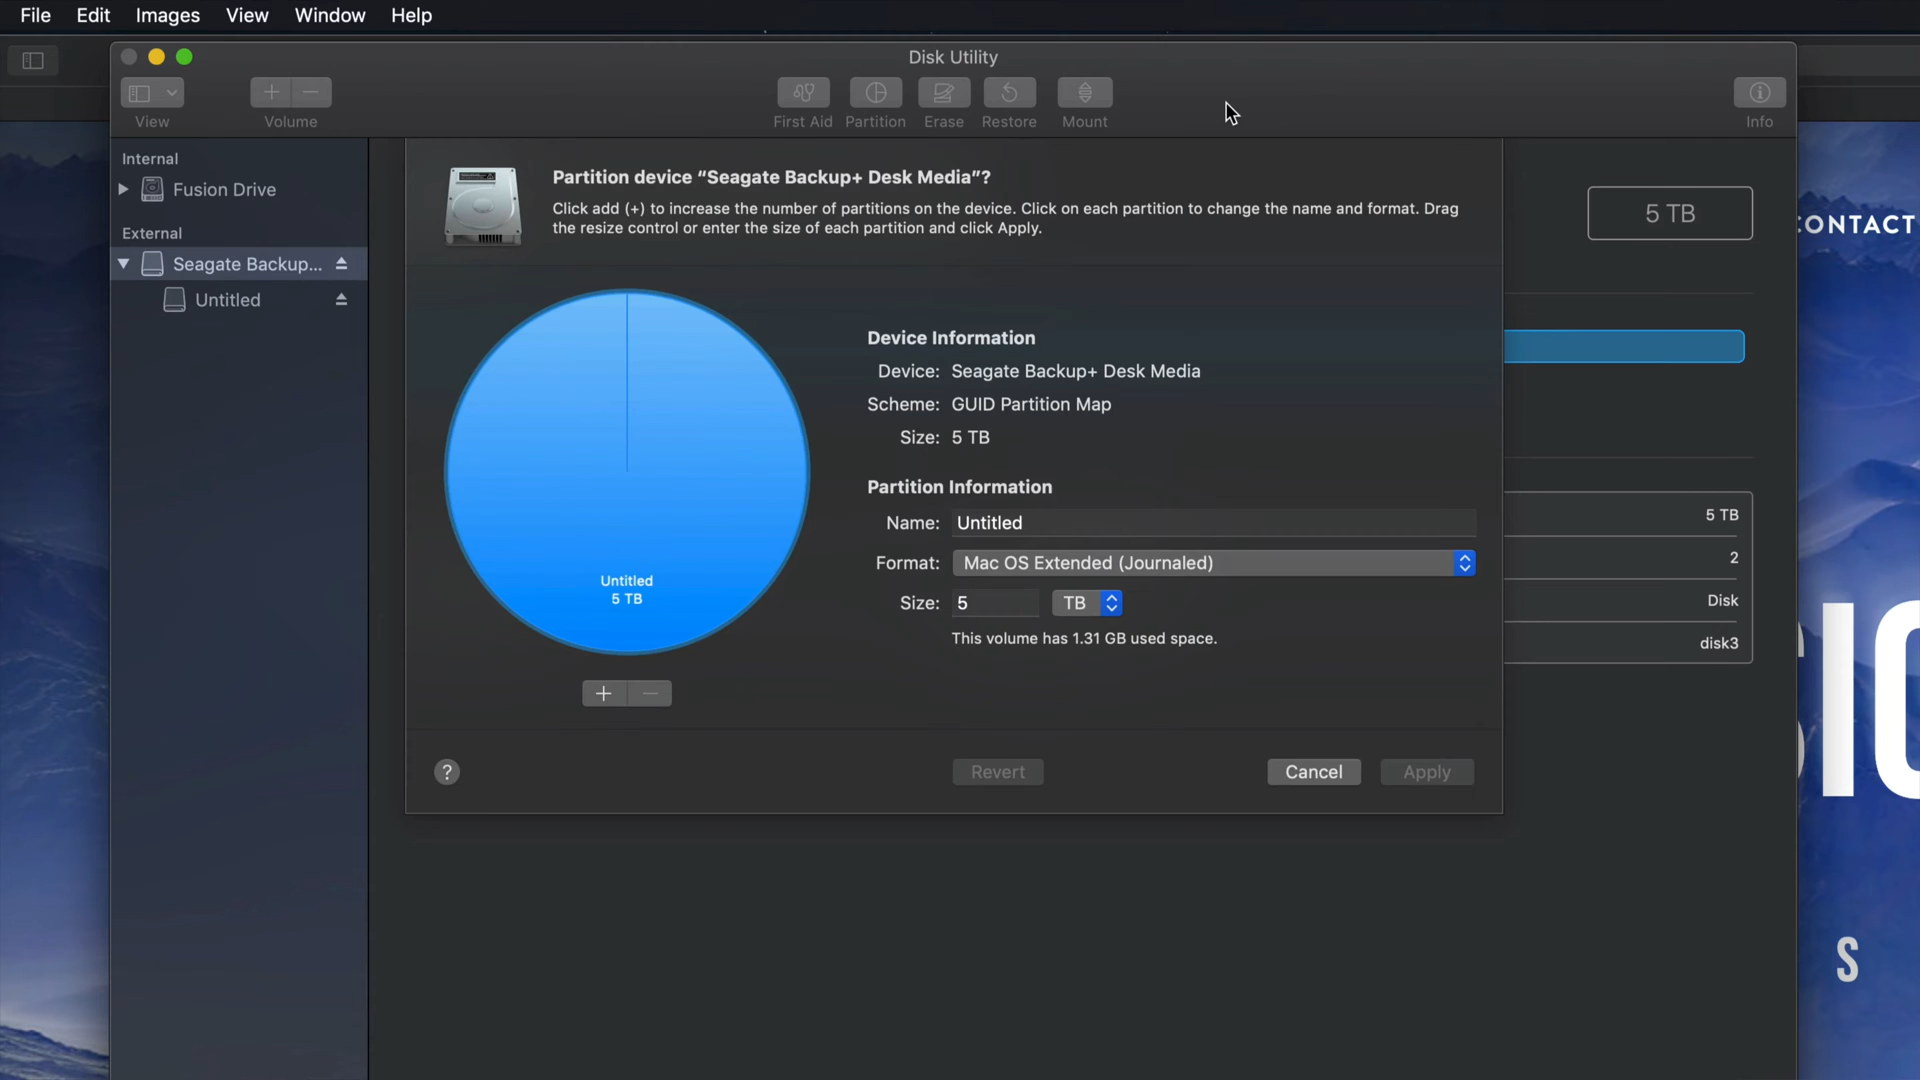 File Edit Images View Window Help
Disk Utility
View Volume First Aid Partition Erase Restore Mount Info
Internal
Fusion Drive
External
Seagate Backup...
Untitled
Partition device “Seagate Backup+ Desk Media”?
Click add (+) to increase the number of partitions on the device. Click on each partition to change the name and format. Drag
the resize control or enter the size of each partition and click Apply.
5 TB
CONTACT
Device Information
Device: Seagate Backup+ Desk Media
Scheme: GUID Partition Map
Size: 5 TB
Partition Information
Name: Untitled
Format: Mac OS Extended (Journaled)
Size: 5 TB
This volume has 1.31 GB used space.
Untitled
5 TB
5 TB
2
Disk
disk3
+ −
? Revert Cancel Apply
S